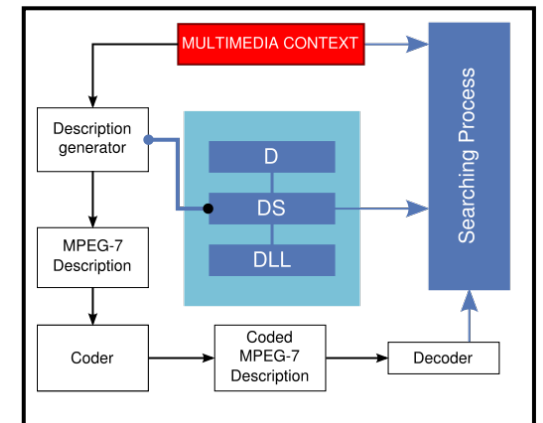 MULTIMEDIA CONTEXT
Description
generator
D
DS
DLL
Searching Process
MPEG-7
Description
Coder
Coded
MPEG-7
Description
Decoder